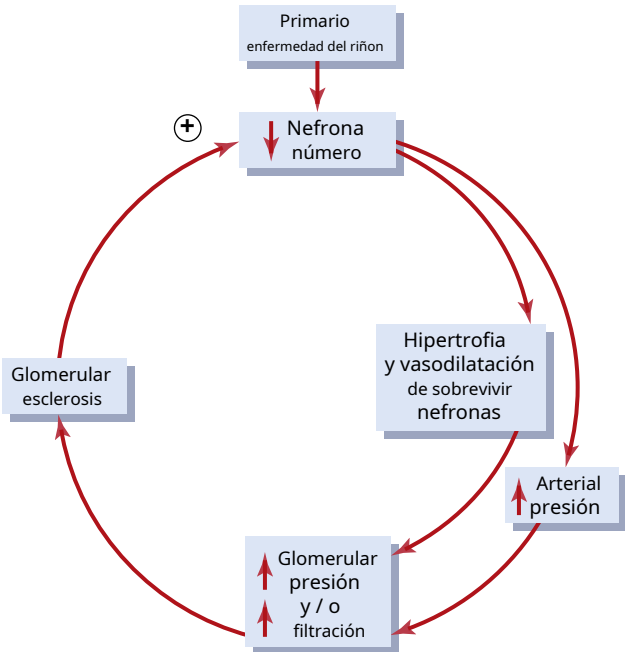 Primario
enfermedad del riñon
+
Nefrona
número
Hipertrofia
y vasodilatación
de sobrevivir
nefronas
Glomerular
esclerosis
Arterial
presión
Glomerular
presión
y / o
filtración